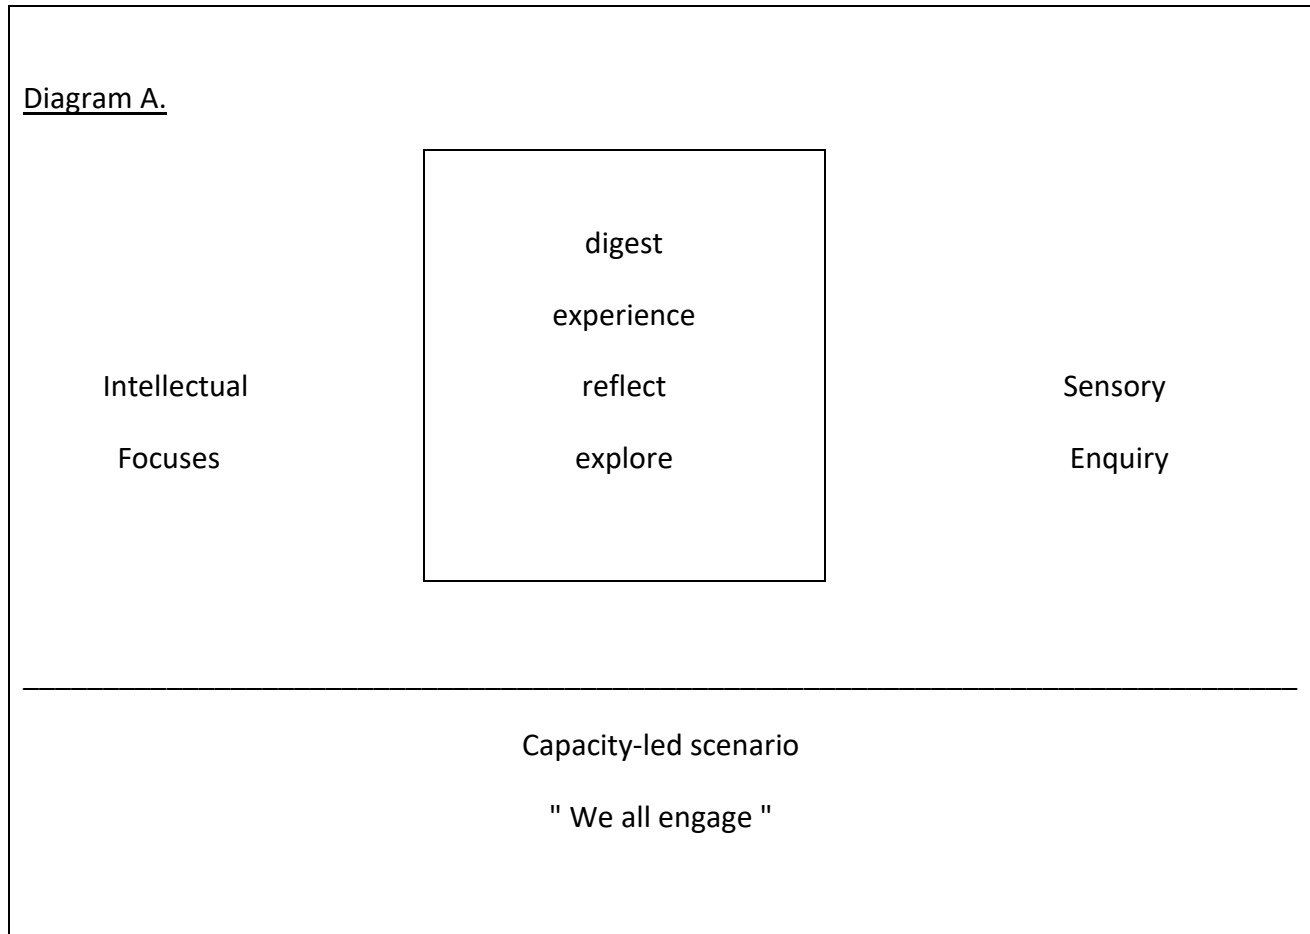 Diagram A.
digest
experience
Intellectual reflect Sensory
Focuses explore Enquiry
Capacity-led scenario
" We all engage "